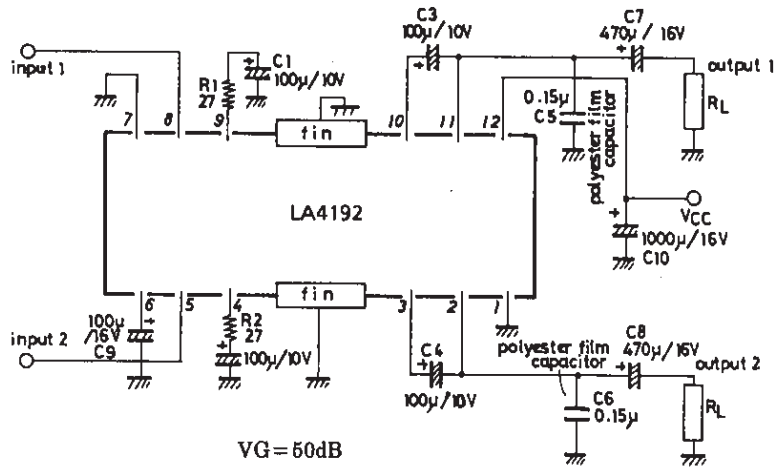 input 1
R1
27
C1
100µ/10V
C3
100µ/10V
C7
470µ/16V
output 1
RL
0.15µ
C5
polyester film
capacitor
7
8
9
fin
10
11
12
LA4192
VCC
1000µ/16V
C10
6
5
4
fin
3
2
1
100µ
/16V
C9
input 2
R2
27
100µ/10V
C4
100µ/10V
polyester film
capacitor
C6
0.15µ
C8
470µ/16V
output 2
RL
VG=50dB